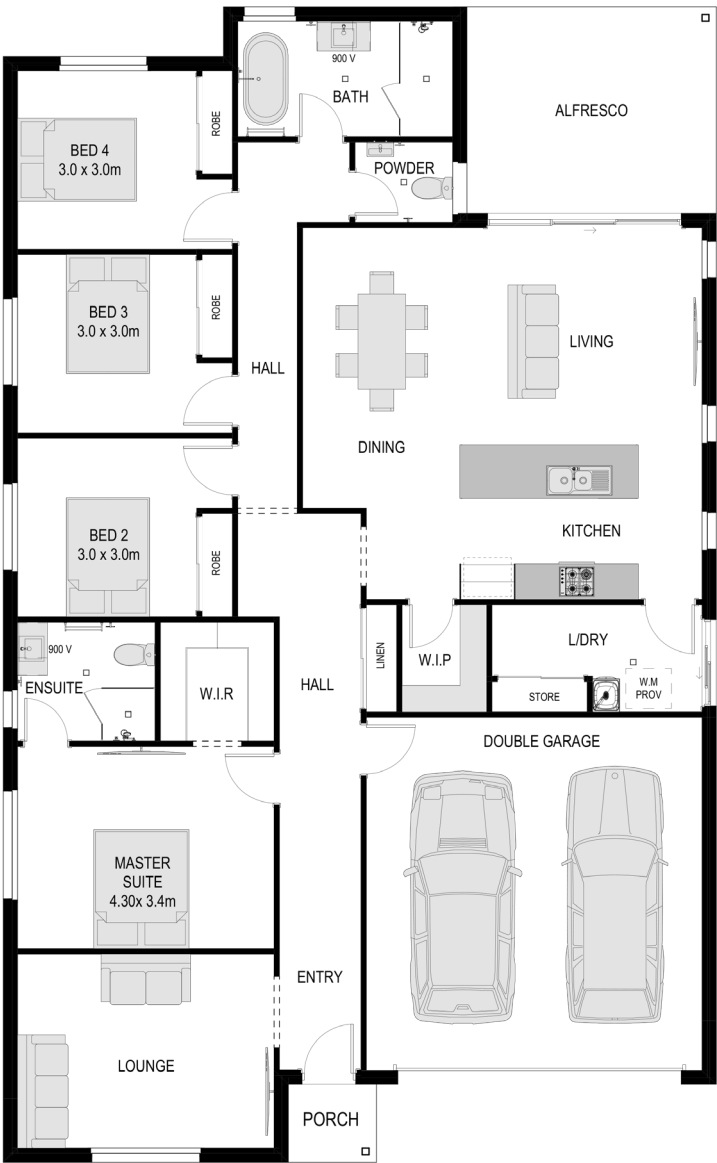 900 V
BATH
ALFRESCO
ROBE
BED 4
3.0 x 3.0m
POWDER
BED 3
3.0 x 3.0m
ROBE
HALL
LIVING
DINING
BED 2
3.0 x 3.0m
ROBE
KITCHEN
900 V
ENSUITE
W.I.R
HALL
LINEN
W.I.P
L/DRY
STORE
W.M
PROV
DOUBLE GARAGE
MASTER
SUITE
4.30x 3.4m
ENTRY
LOUNGE
PORCH